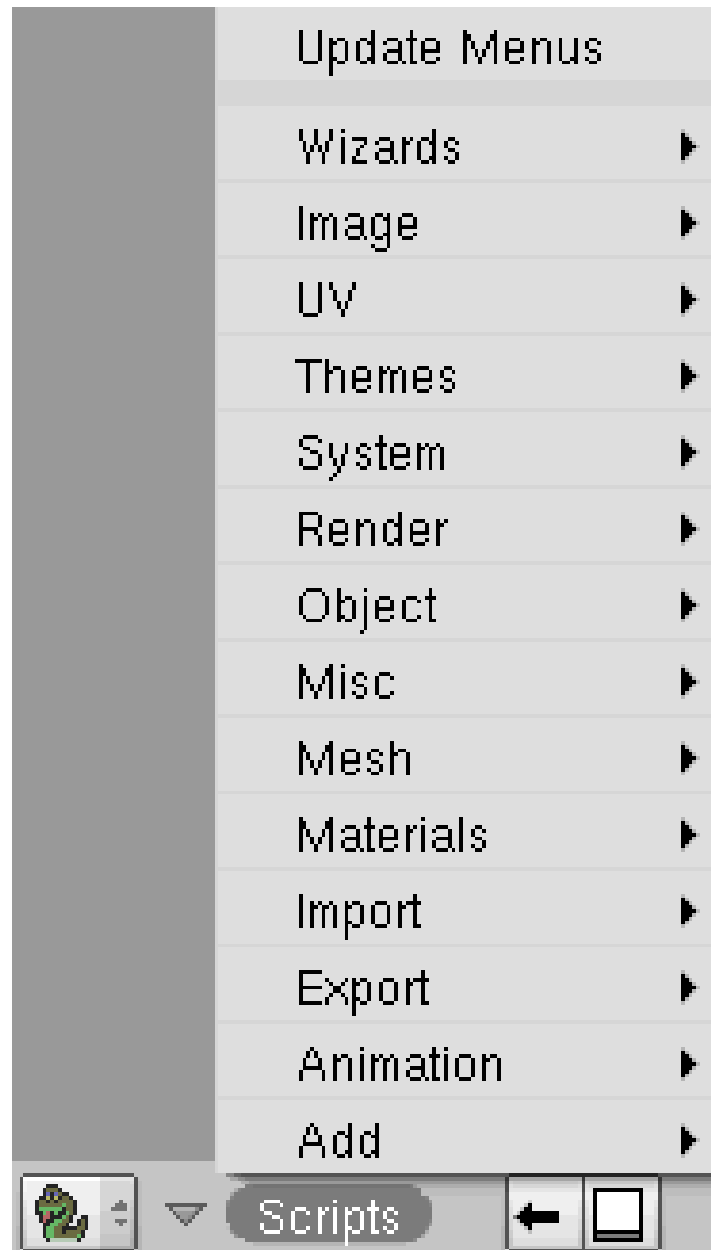 Update Menus
Wizards
Image
UV
Themes
System
Render
Object
Misc
Mesh
Materials
Import
Export
Animation
Add
Scripts